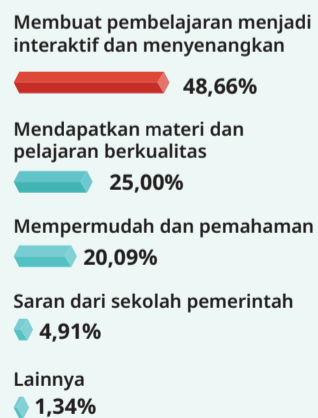 Membuat pembelajaran menjadi
interaktif dan menyenangkan
48,66%
Mendapatkan materi dan
pelajaran berkualitas
25,00%
Mempermudah dan pemahaman
20,09%
Saran dari sekolah pemerintah
4,91%
Lainnya
1,34%